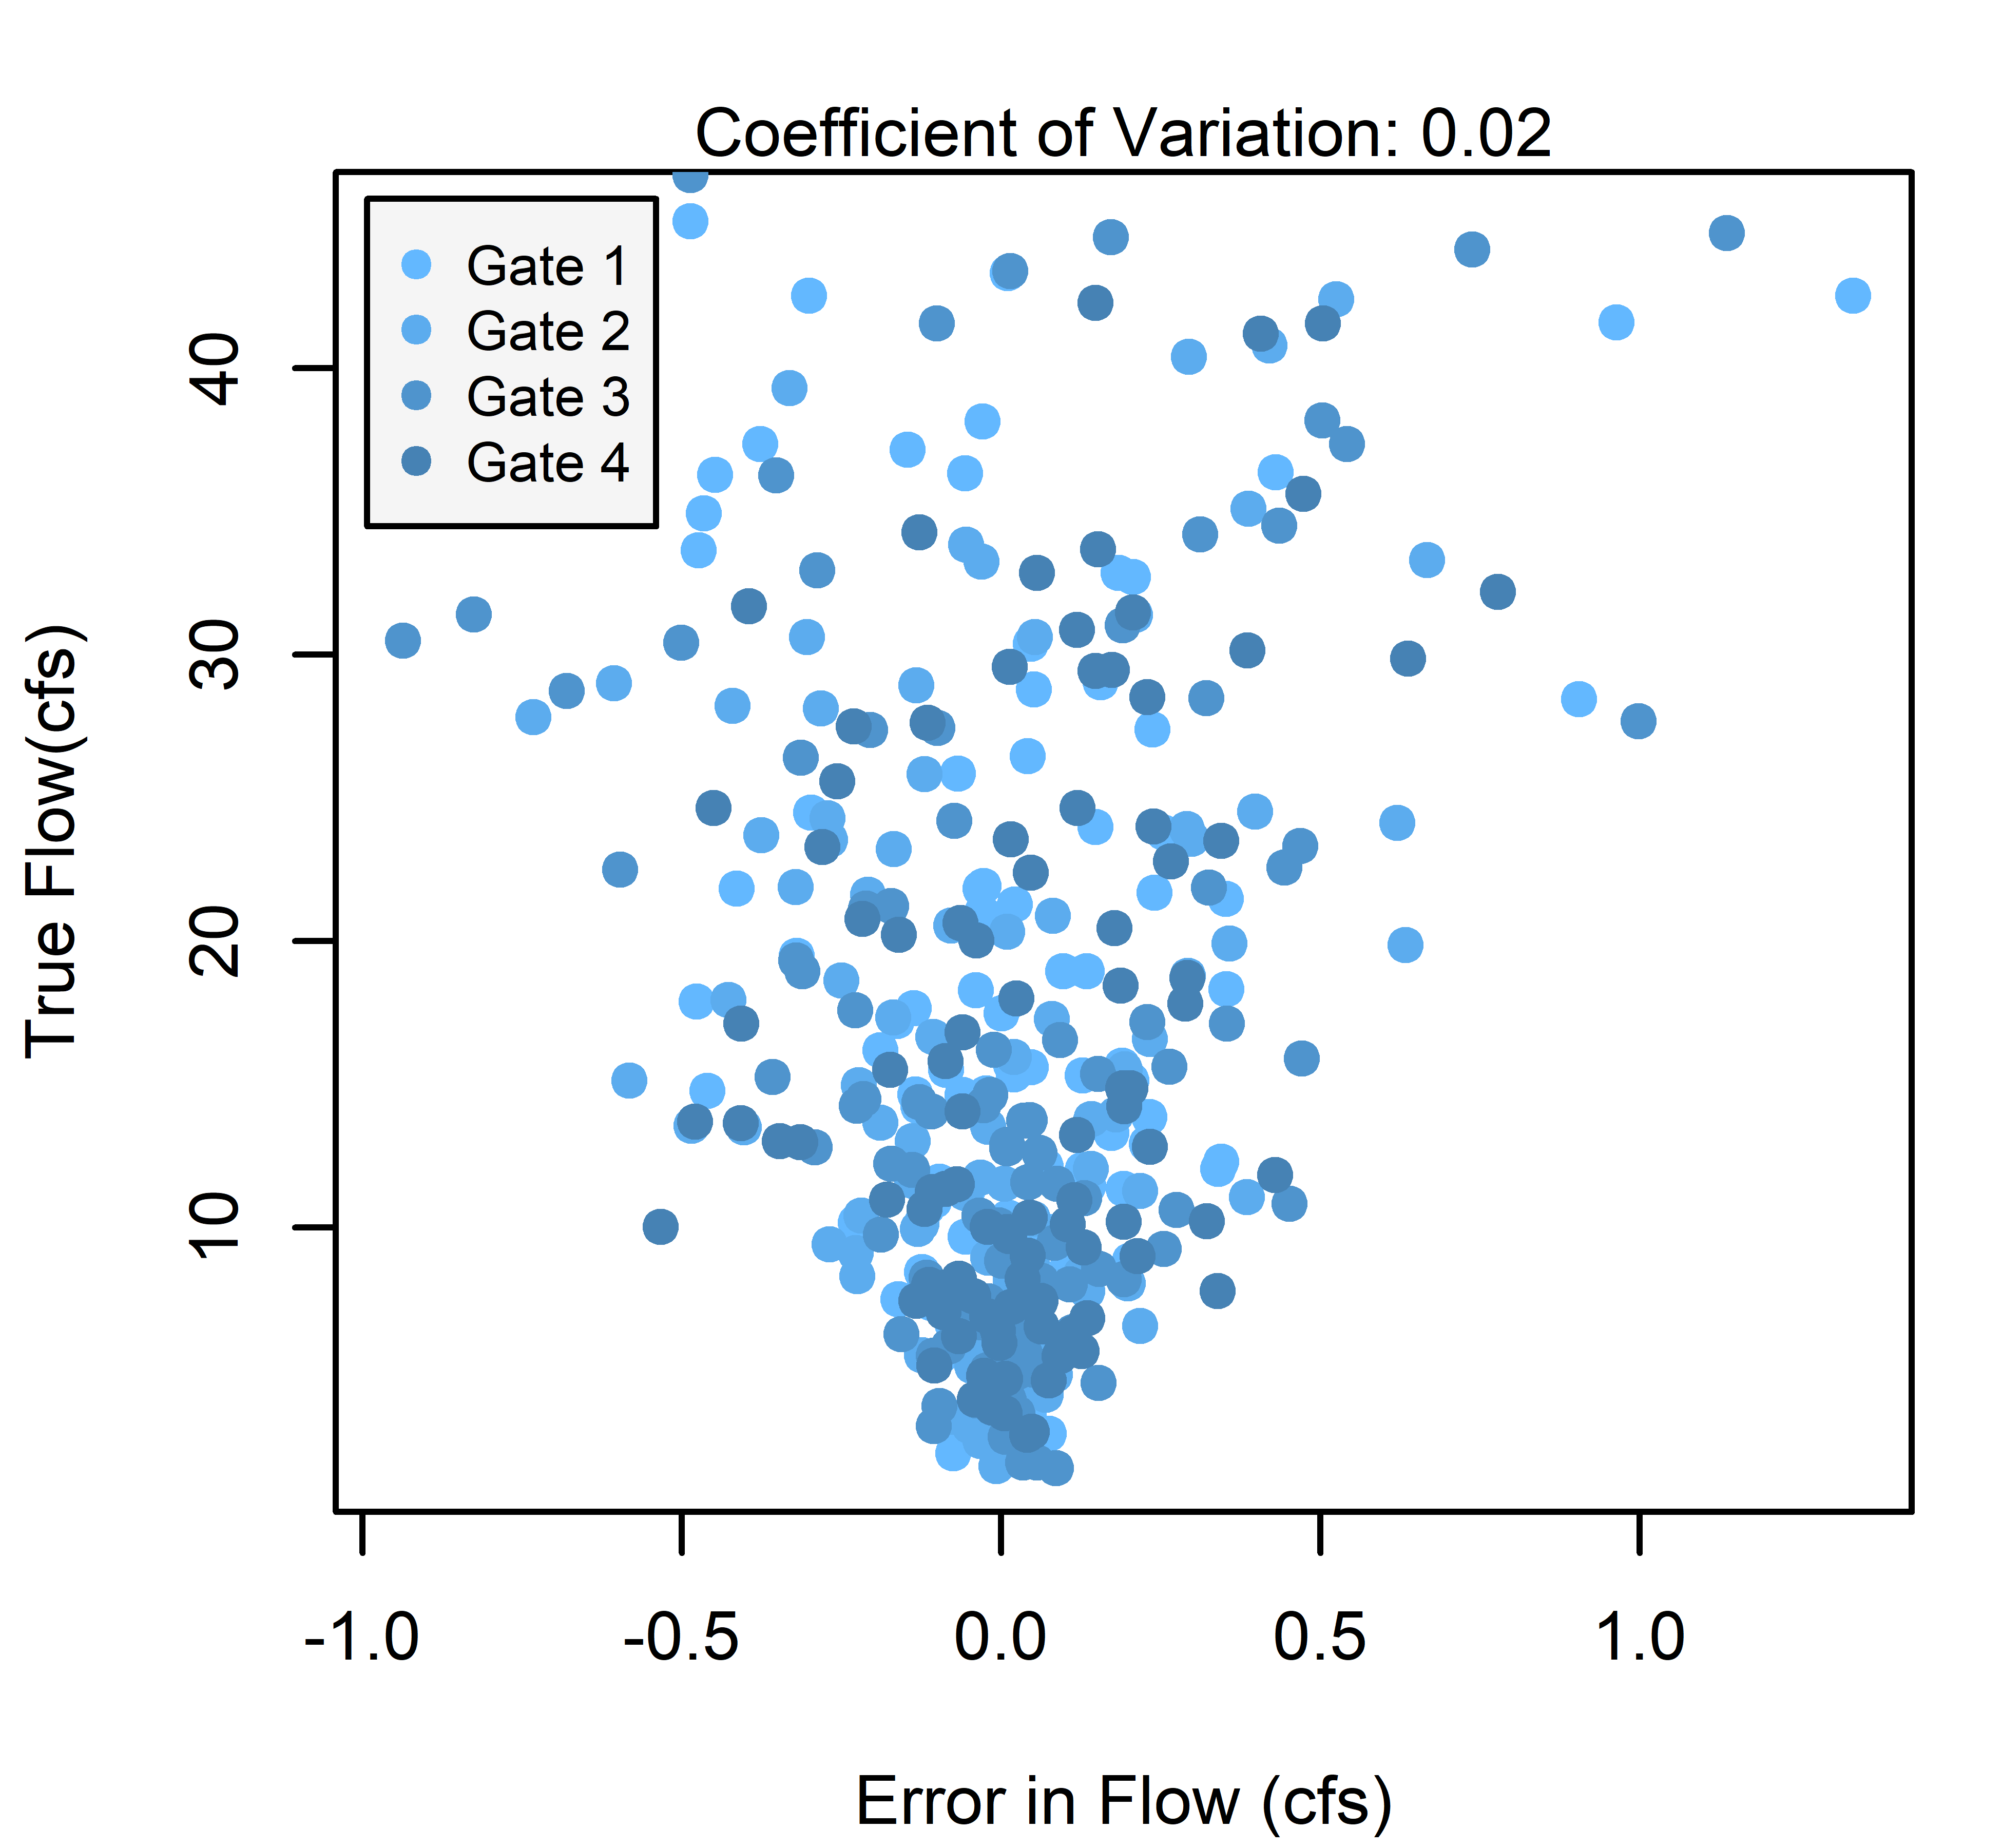 Coefficient of Variation: 0.02
Gate 1
Gate 2
Gate 3
Gate 4
True Flow(cfs)
40
30
20
10
-1.0 -0.5 0.0 0.5 1.0
Error in Flow (cfs)